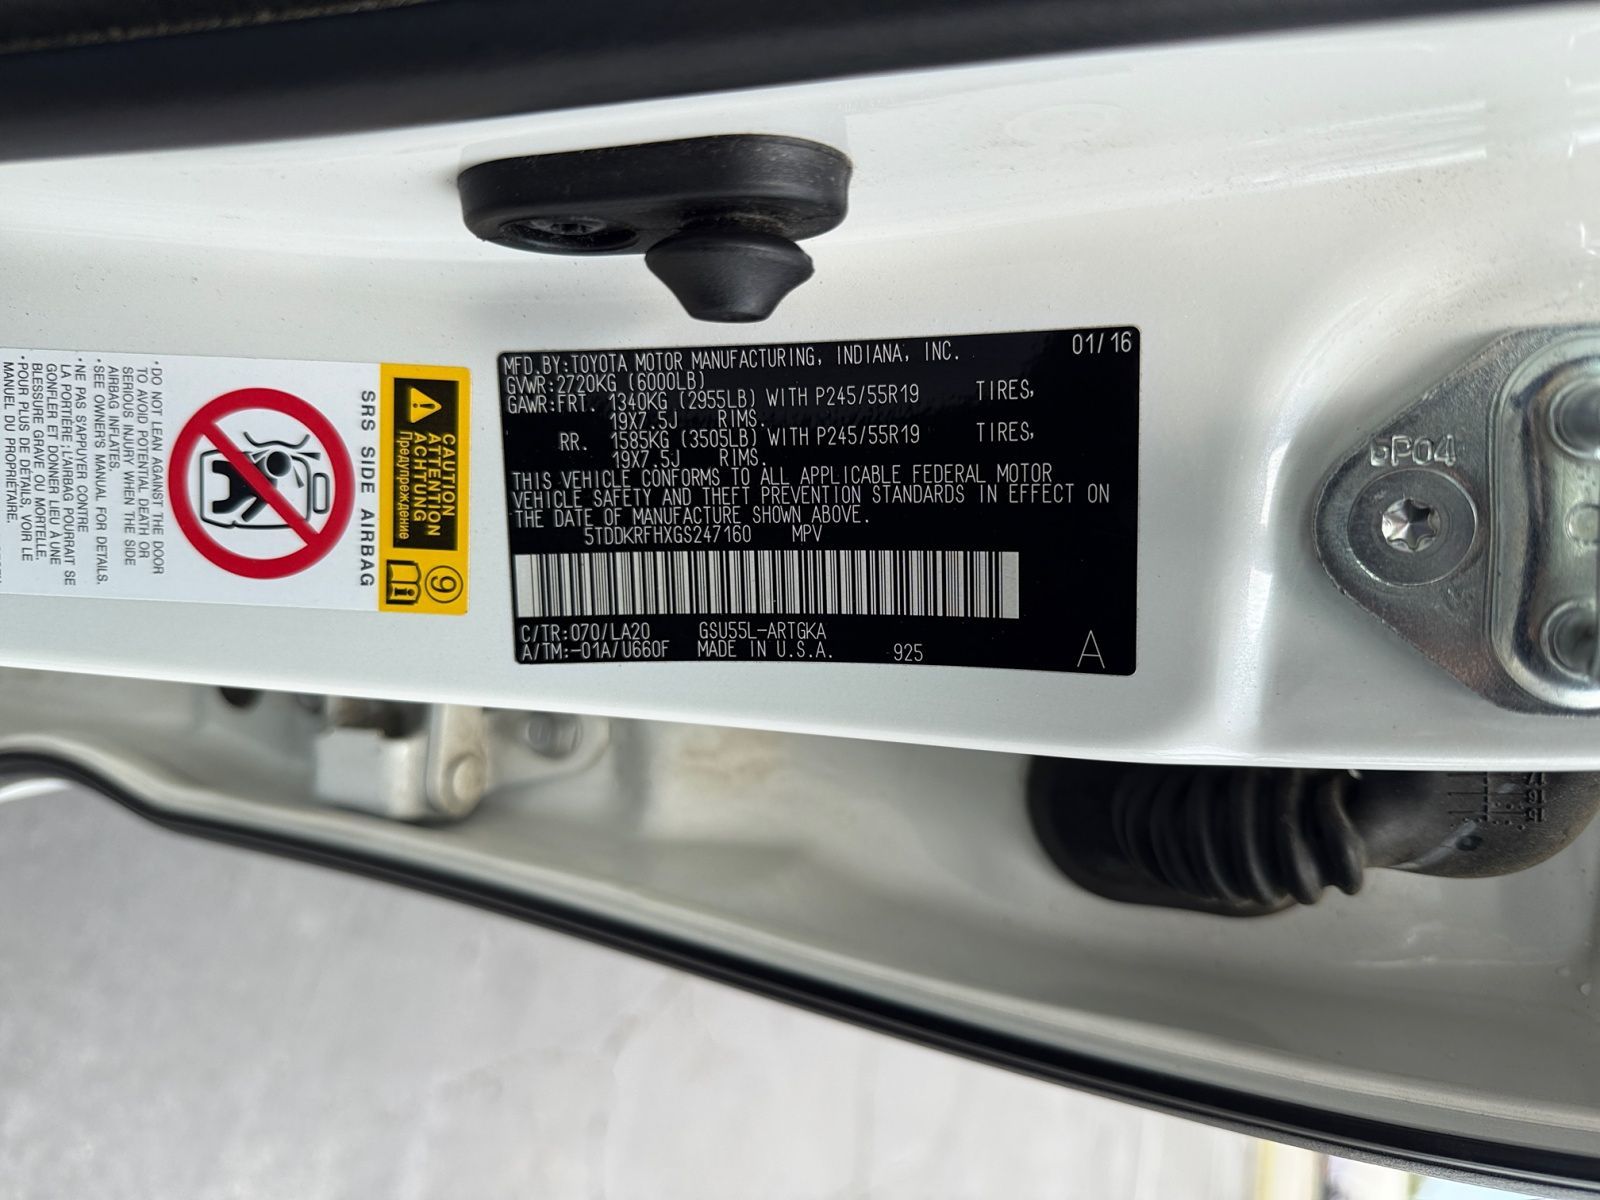 MFD. BY: TOYOTA MOTOR MANUFACTURING, INDIANA, INC. 01/16
GVWR: 2720KG (6000LB)
GAWR: FRT. 1340KG (2955LB) WITH P245/55R19 TIRES,
19X7.5J RIMS.
RR. 1585KG (3505LB) WITH P245/55R19 TIRES,
19X7.5J RIMS.
THIS VEHICLE CONFORMS TO ALL APPLICABLE FEDERAL MOTOR
VEHICLE SAFETY AND THEFT PREVENTION STANDARDS IN EFFECT ON
THE DATE OF MANUFACTURE SHOWN ABOVE.
5TDDKRFHXGS247160 MPV
C/TR: 070/LA20 GSU55L-ARTGKA
A/TM: -01A/U660F MADE IN U.S.A. 925 A
CAUTION
ATTENTION
ACHTUNG
Предупреждение
9
SRS SIDE AIRBAG
•DO NOT LEAN AGAINST THE DOOR
TO AVOID POTENTIAL DEATH OR
SERIOUS INJURY WHEN THE SIDE
AIRBAG INFLATES.
•SEE OWNER'S MANUAL FOR DETAILS.
•NE PAS S'APPUYER CONTRE
LA PORTIÈRE ; L'AIRBAG POURRAIT SE
GONFLER ET DONNER LIEU À UNE
BLESSURE GRAVE OU MORTELLE.
•POUR PLUS DE DÉTAILS, VOIR LE
MANUEL DU PROPRIÉTAIRE.
P04